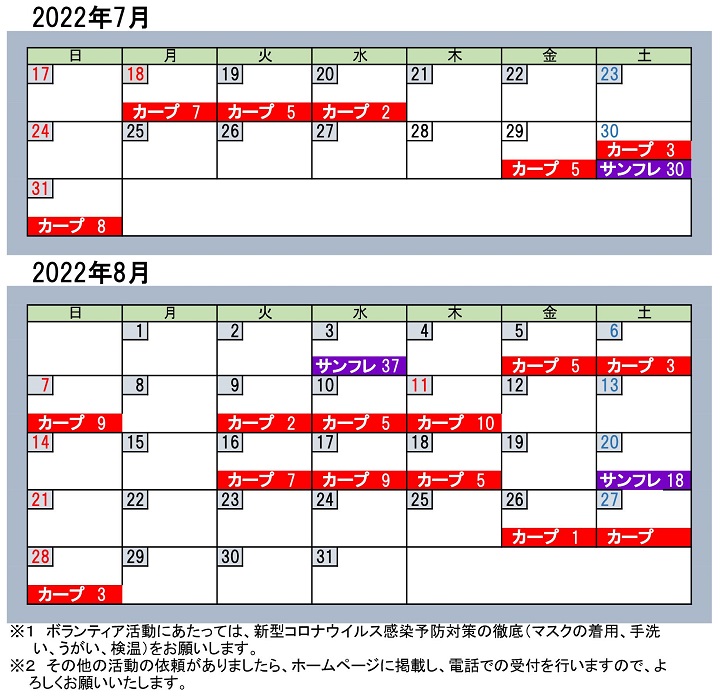 2022年7月
日 月 火 水 木 金 土
17 18 19 20 21 22 23
カープ 7 カープ 5 カープ 2
24 25 26 27 28 29 30
カープ 3
カープ 5 サンフレ 30
31
カープ 8
2022年8月
日 月 火 水 木 金 土
1 2 3 4 5 6
サンフレ 37 カープ 5 カープ 3
7 8 9 10 11 12 13
カープ 9 カープ 2 カープ 5 カープ 10
14 15 16 17 18 19 20
カープ 7 カープ 9 カープ 5 サンフレ 18
21 22 23 24 25 26 27
カープ 1 カープ
28 29 30 31
カープ 3
※1 ボランティア活動にあたっては、新型コロナウイルス感染予防対策の徹底(マスクの着用、手洗
い、うがい、検温)をお願いします。
※2 その他の活動の依頼がありましたら、ホームページに掲載し、電話での受付を行いますので、よ
ろしくお願いいたします。